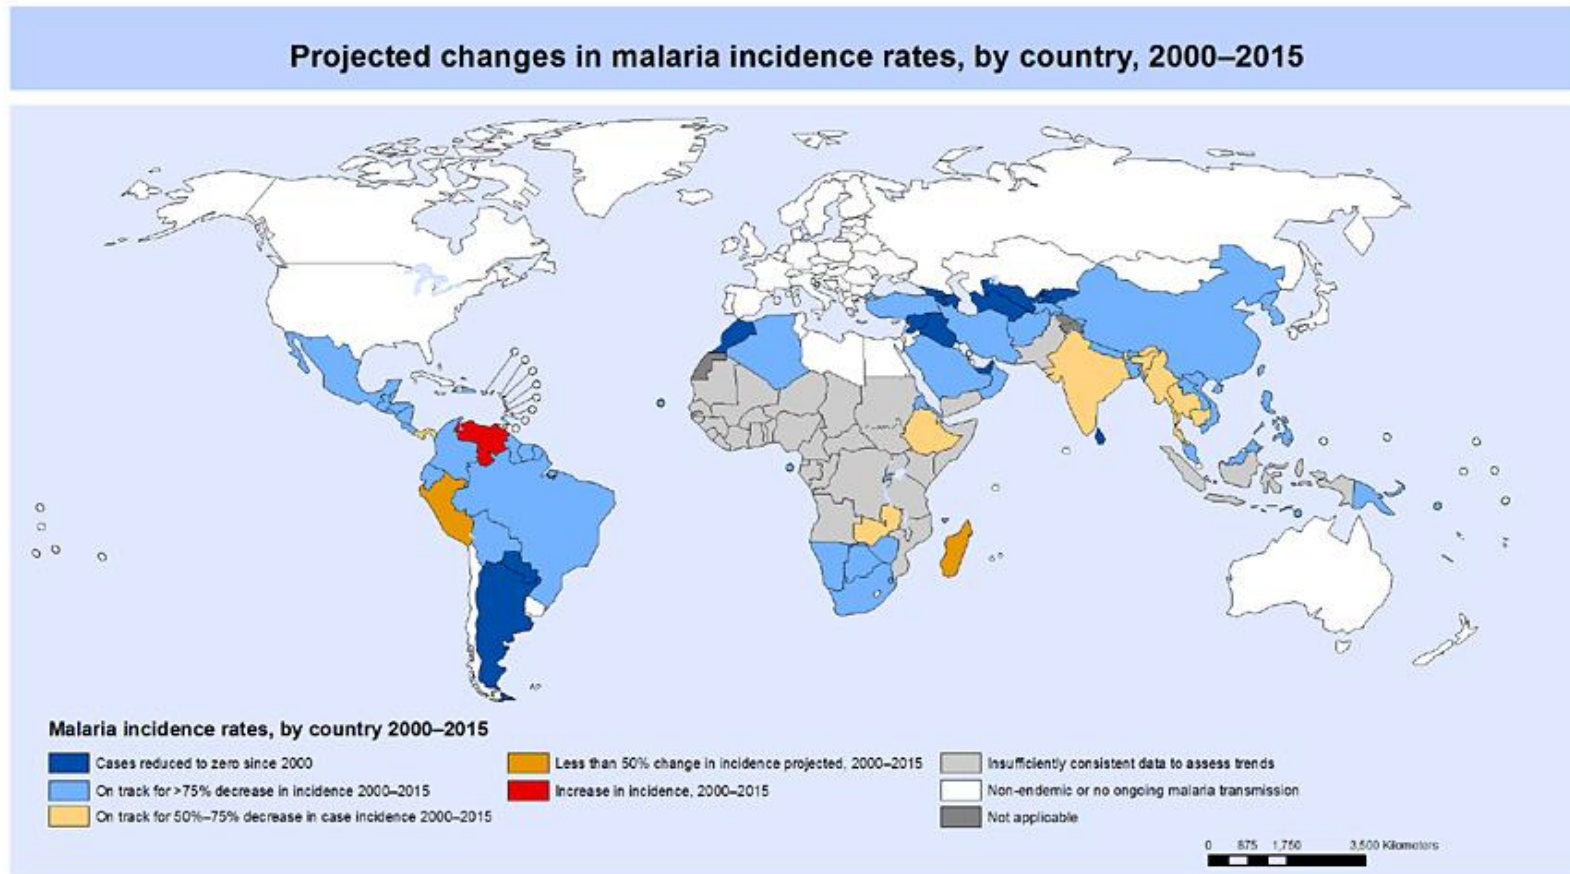 Projected changes in malaria incidence rates, by country, 2000–2015
Malaria incidence rates, by country 2000–2015
Cases reduced to zero since 2000
On track for >75% decrease in incidence 2000–2015
On track for 50%–75% decrease in case incidence 2000–2015
Less than 50% change in incidence projected, 2000–2015
Increase in incidence, 2000–2015
Insufficiently consistent data to assess trends
Non-endemic or no ongoing malaria transmission
Not applicable
0 875 1,750 3,500 Kilometers